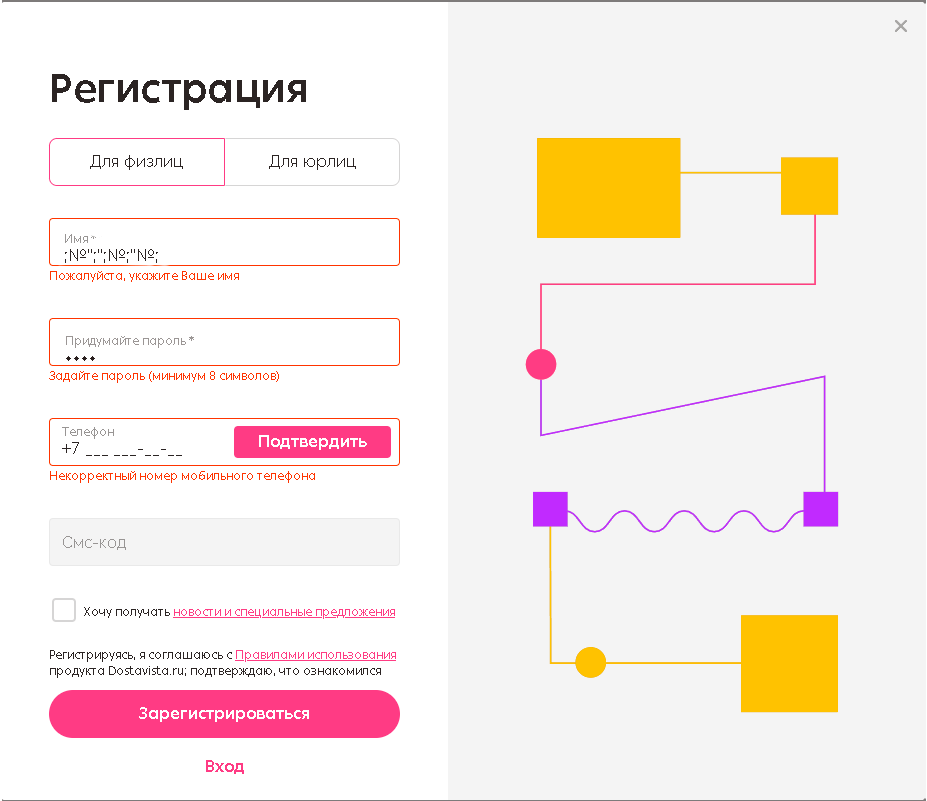 Регистрация
Для физлиц
Для юрлиц
Имя*
;№";";№;"№;
Пожалуйста, укажите Ваше имя
Придумайте пароль *
••••
Задайте пароль (минимум 8 символов)
Телефон
+7 ___ ___-__-__
Подтвердить
Некорректный номер мобильного телефона
Смс-код
Хочу получать новости и специальные предложения
Регистрируясь, я соглашаюсь с Правилами использования
продукта Dostavista.ru; подтверждаю, что ознакомился
Зарегистрироваться
Вход